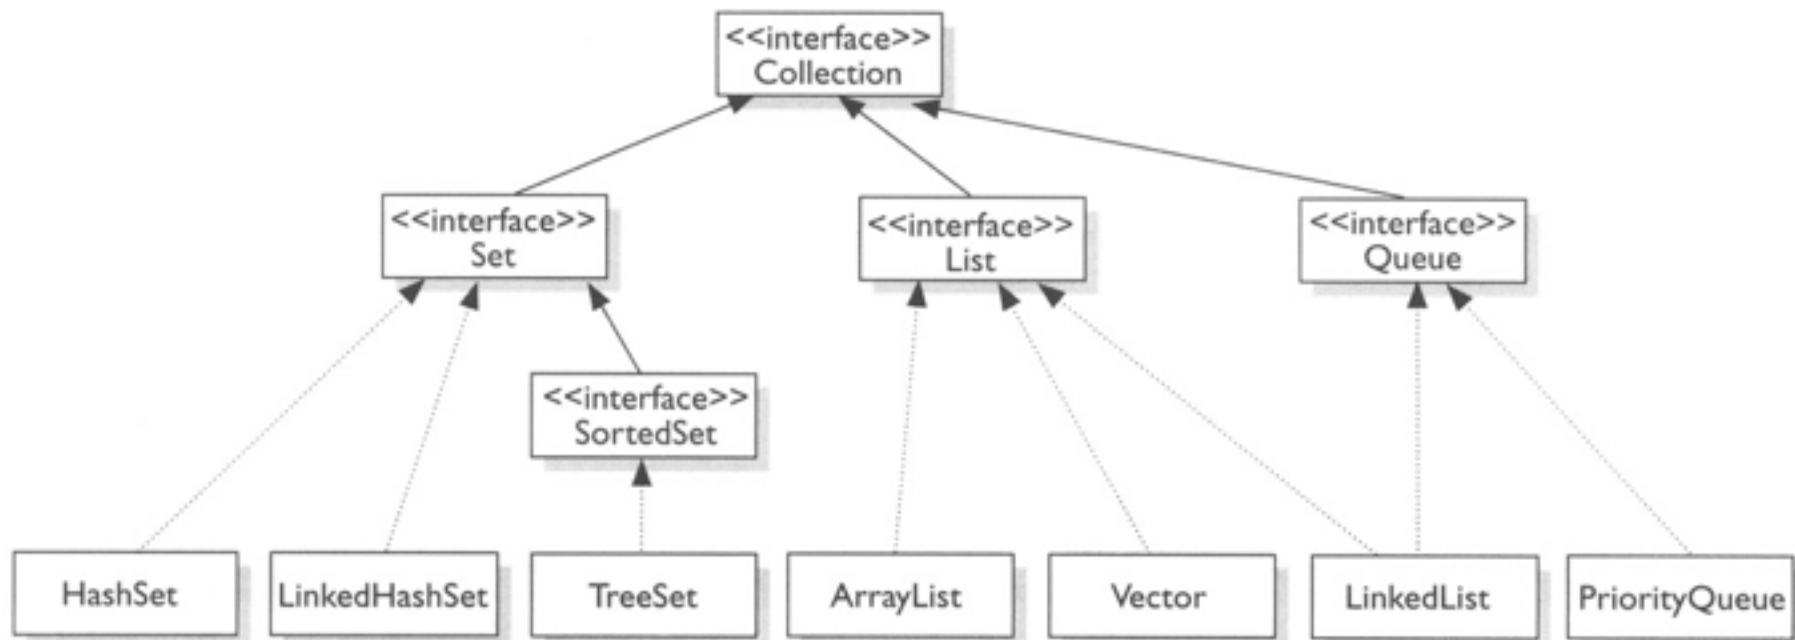 <<interface>>
Collection
<<interface>>
Set
<<interface>>
List
<<interface>>
Queue
<<interface>>
SortedSet
HashSet
LinkedHashSet
TreeSet
ArrayList
Vector
LinkedList
PriorityQueue